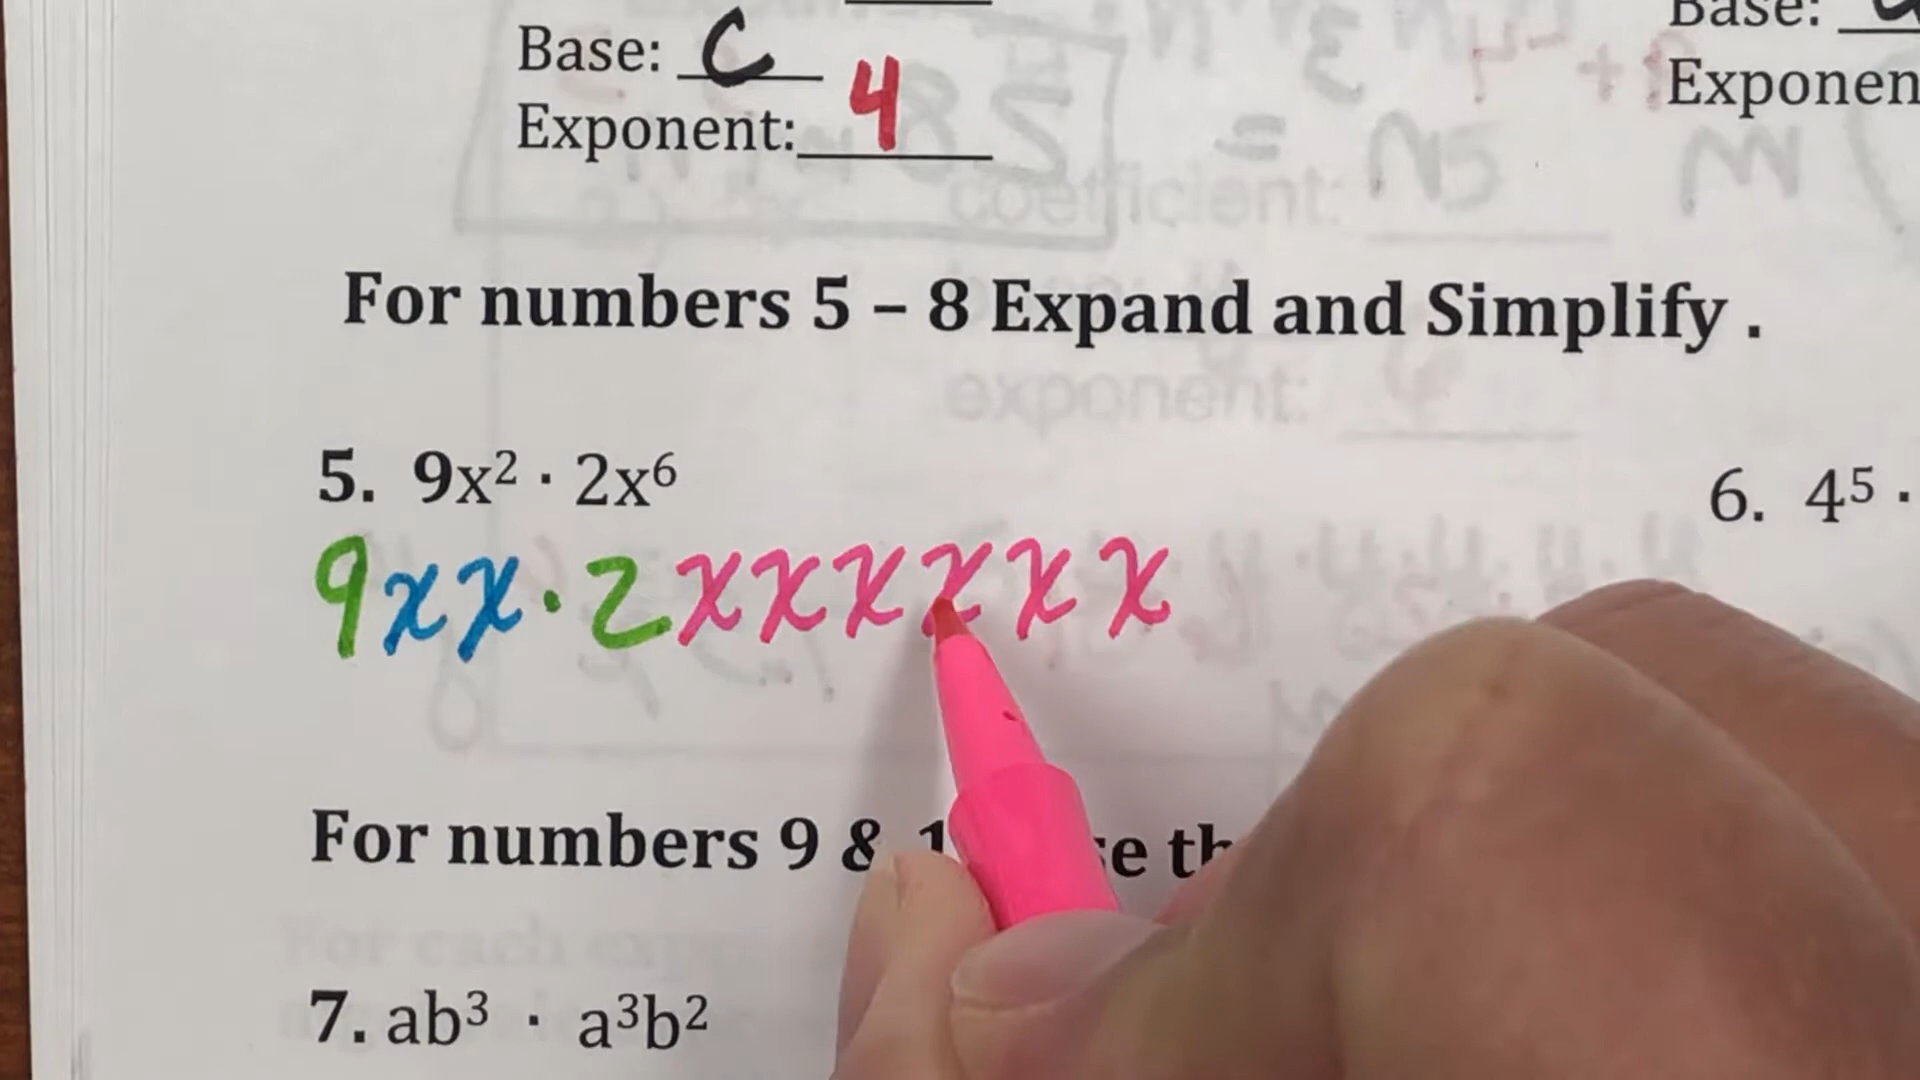 Base: C
Exponent: 4
Base:
Exponen
For numbers 5 – 8 Expand and Simplify .
5. 9x² · 2x⁶
6. 4⁵ ·
9xx·2xxxxxx
For numbers 9 &
7. ab³ · a³b²